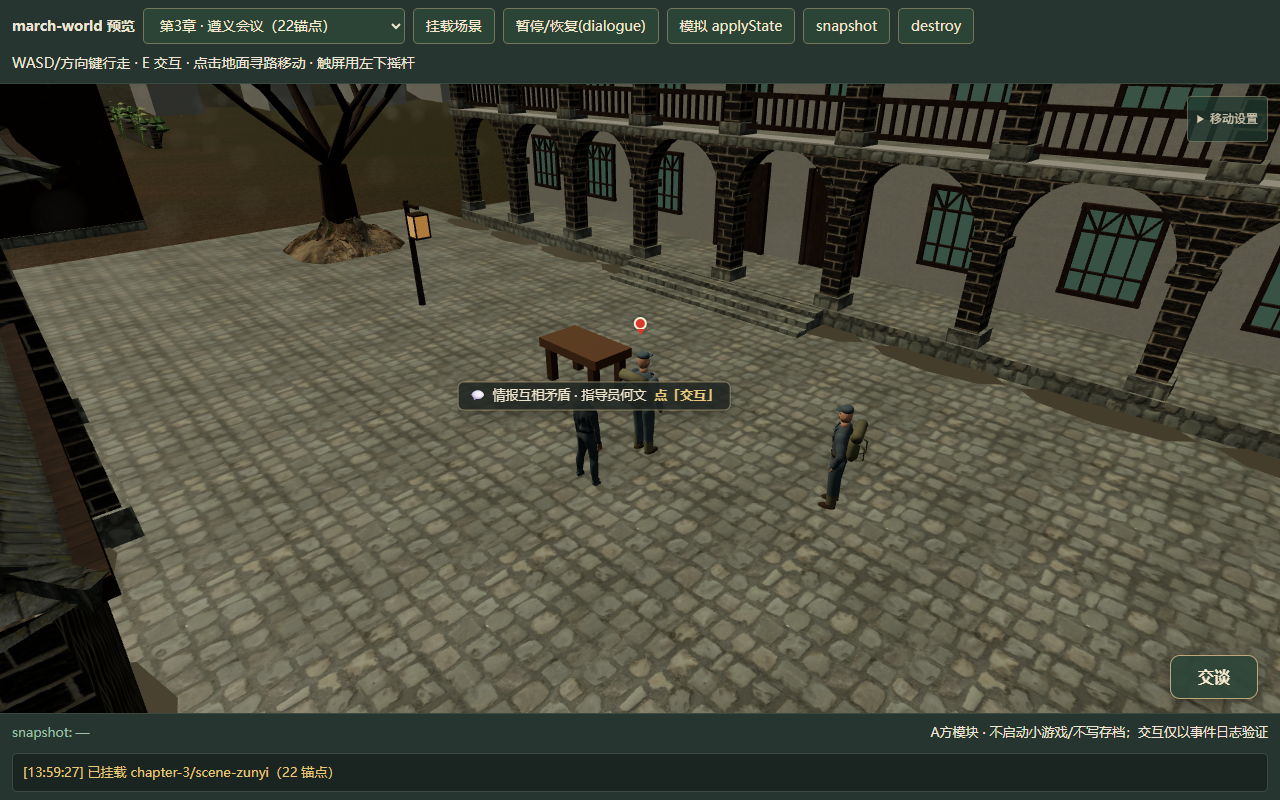 march-world 预览
第3章 · 遵义会议（22锚点）
挂载场景
暂停/恢复(dialogue)
模拟 applyState
snapshot
destroy
WASD/方向键行走 · E 交互 · 点击地面寻路移动 · 触屏用左下摇杆
▶ 移动设置
💬 情报互相矛盾 · 指导员何文 点「交互」
交谈
snapshot: —
A方模块 · 不启动小游戏/不写存档；交互仅以事件日志验证
[13:59:27] 已挂载 chapter-3/scene-zunyi（22 锚点）